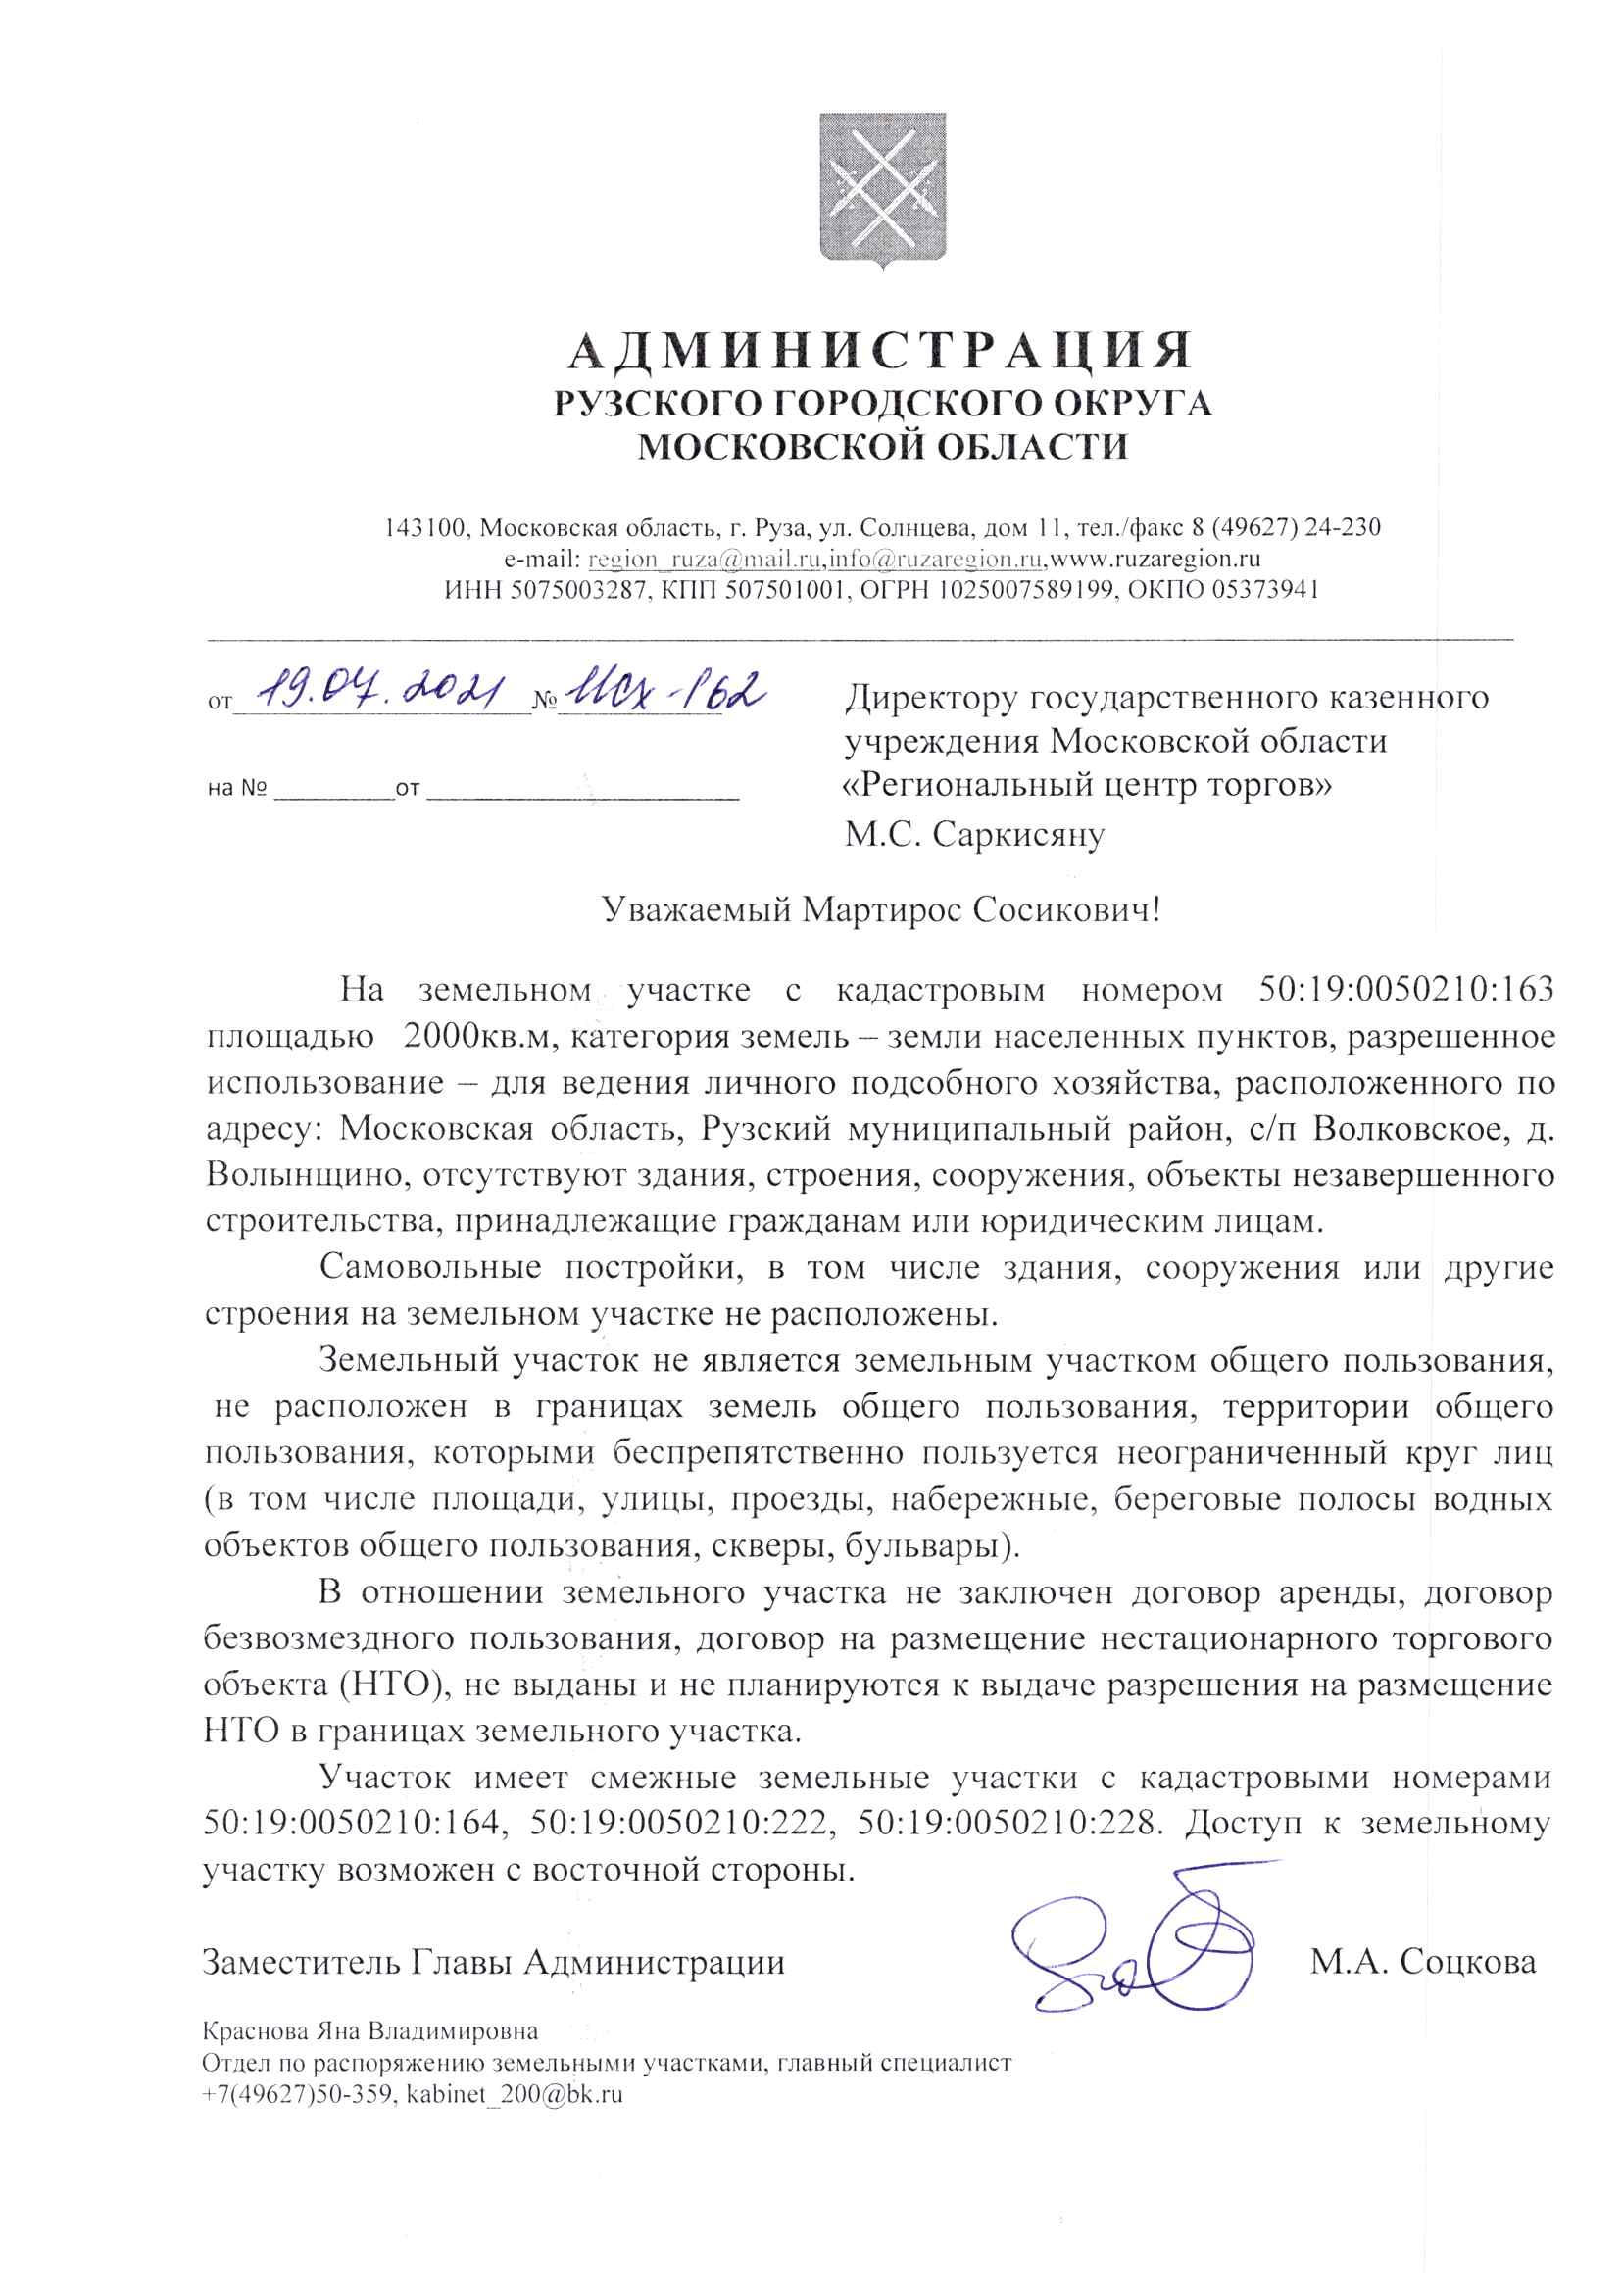 АДМИНИСТРАЦИЯ
РУЗСКОГО ГОРОДСКОГО ОКРУГА
МОСКОВСКОЙ ОБЛАСТИ
143100, Московская область, г. Руза, ул. Солнцева, дом 11, тел./факс 8 (49627) 24-230
e-mail: region_ruza@mail.ru,info@ruzaregion.ru,www.ruzaregion.ru
ИНН 5075003287, КПП 507501001, ОГРН 1025007589199, ОКПО 05373941
от 19.07.2021 № Исх-162
на № от
Директору государственного казенного
учреждения Московской области
«Региональный центр торгов»
М.С. Саркисяну
Уважаемый Мартирос Сосикович!
На земельном участке с кадастровым номером 50:19:0050210:163
площадью 2000кв.м, категория земель – земли населенных пунктов, разрешенное
использование – для ведения личного подсобного хозяйства, расположенного по
адресу: Московская область, Рузский муниципальный район, с/п Волковское, д.
Волынщино, отсутствуют здания, строения, сооружения, объекты незавершенного
строительства, принадлежащие гражданам или юридическим лицам.
Самовольные постройки, в том числе здания, сооружения или другие
строения на земельном участке не расположены.
Земельный участок не является земельным участком общего пользования,
не расположен в границах земель общего пользования, территории общего
пользования, которыми беспрепятственно пользуется неограниченный круг лиц
(в том числе площади, улицы, проезды, набережные, береговые полосы водных
объектов общего пользования, скверы, бульвары).
В отношении земельного участка не заключен договор аренды, договор
безвозмездного пользования, договор на размещение нестационарного торгового
объекта (НТО), не выданы и не планируются к выдаче разрешения на размещение
НТО в границах земельного участка.
Участок имеет смежные земельные участки с кадастровыми номерами
50:19:0050210:164, 50:19:0050210:222, 50:19:0050210:228. Доступ к земельному
участку возможен с восточной стороны.
Заместитель Главы Администрации М.А. Соцкова
Краснова Яна Владимировна
Отдел по распоряжению земельными участками, главный специалист
+7(49627)50-359, kabinet_200@bk.ru